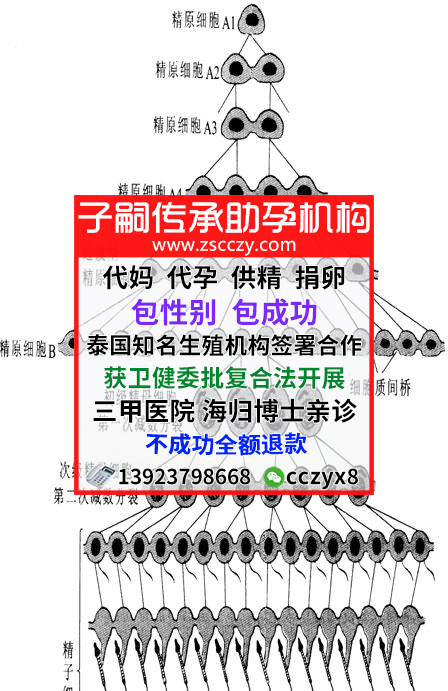 精原细胞A1
精原细胞A2
精原细胞A3
精原细胞A4
子嗣传承助孕机构
www.zscczy.com
代妈 代孕 供精 捐卵
精原细
包性别 包成功
精原细胞B
泰国知名生殖机构签署合作
获卫健委批复合法开展
细胞质间桥
初级精母细胞
三甲医院 海归博士亲诊
第一次减数分裂
不成功全额退款
次级精母细胞
13923798668 cczyx8
第二次减数分裂
精子细